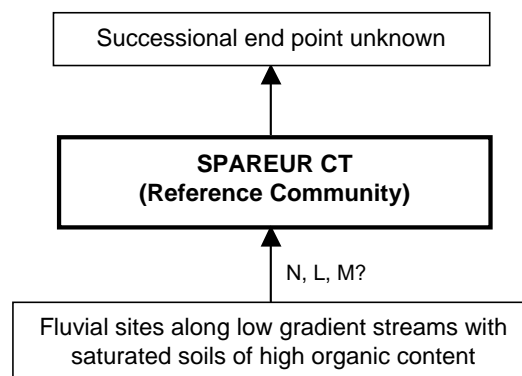 Successional end point unknown
SPAREUR CT
(Reference Community)
N, L, M?
Fluvial sites along low gradient streams with
saturated soils of high organic content